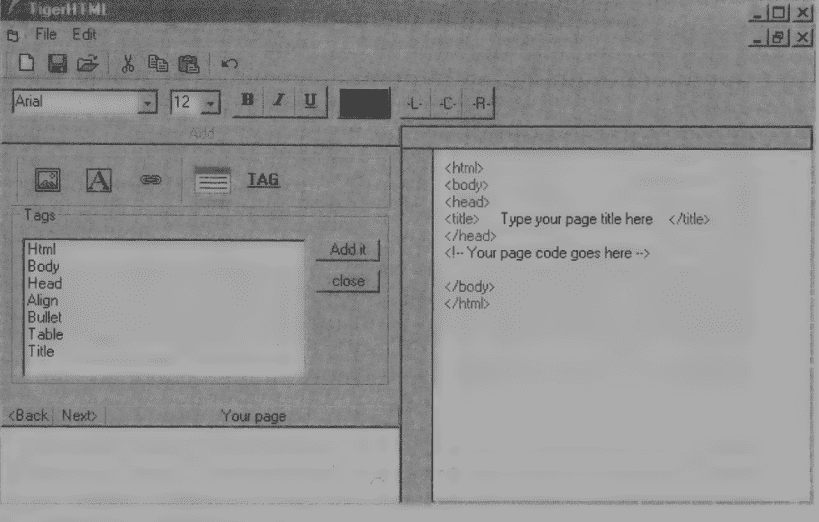 TigerHTML
File Edit
Arial 12 B I U -L- -C- -R-
Add
A TAG
Tags
Html
Body
Head
Align
Bullet
Table
Title
Add it
close
<Back Next> Your page
<html>
<body>
<head>
<title> Type your page title here </title>
</head>
<!-- Your page code goes here -->
</body>
</html>